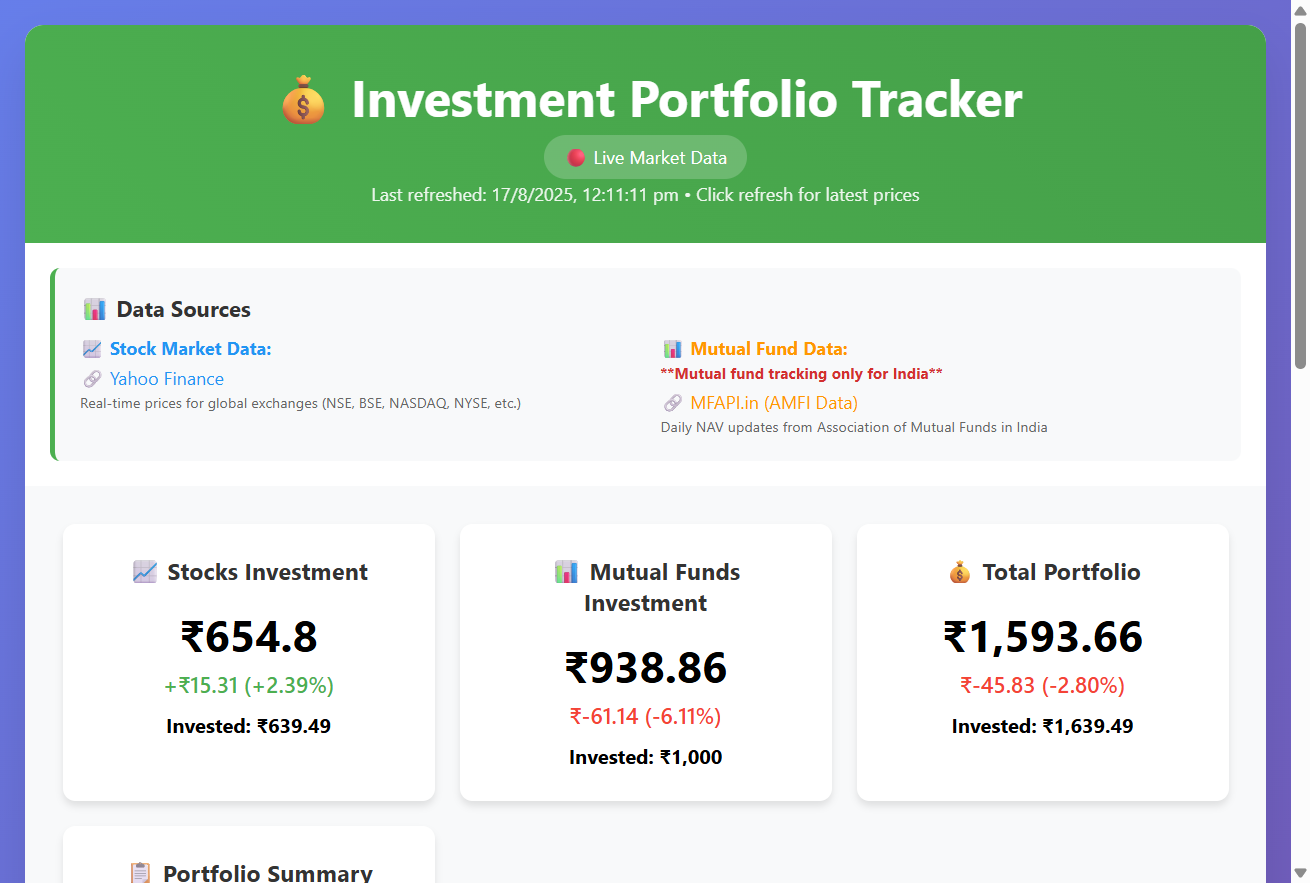 💰 Investment Portfolio Tracker
🔴 Live Market Data
Last refreshed: 17/8/2025, 12:11:11 pm • Click refresh for latest prices
📊 Data Sources
📈 Stock Market Data:
🔗 Yahoo Finance
Real-time prices for global exchanges (NSE, BSE, NASDAQ, NYSE, etc.)
📊 Mutual Fund Data:
**Mutual fund tracking only for India**
🔗 MFAPI.in (AMFI Data)
Daily NAV updates from Association of Mutual Funds in India
📈 Stocks Investment
₹654.8
+₹15.31 (+2.39%)
Invested: ₹639.49
📊 Mutual Funds
Investment
₹938.86
₹-61.14 (-6.11%)
Invested: ₹1,000
💰 Total Portfolio
₹1,593.66
₹-45.83 (-2.80%)
Invested: ₹1,639.49
📋 Portfolio Summary